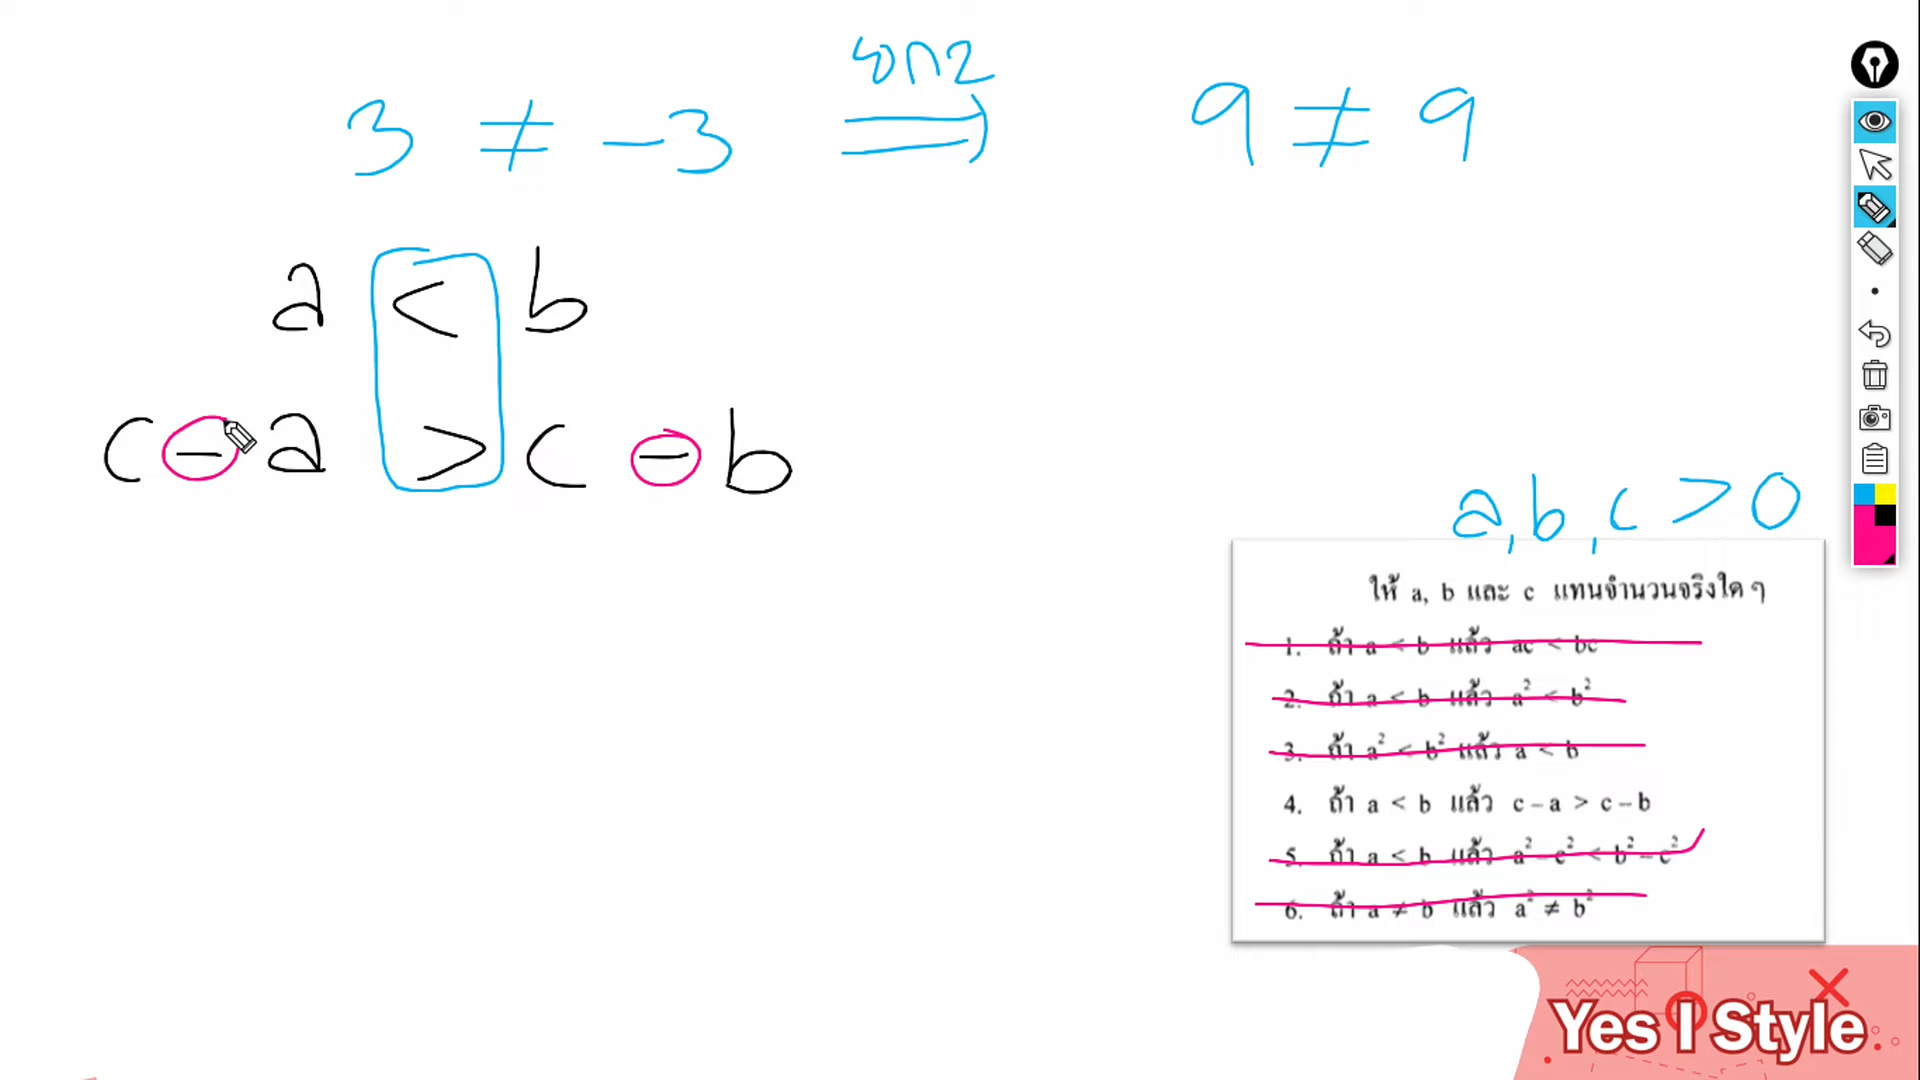 ยก2
3 ≠ -3 ⟹ 9 ≠ 9
a < b
c - a > c - b
a, b, c > 0
ให้ a, b และ c แทนจำนวนจริงใด ๆ
1. ถ้า a < b แล้ว ac < bc
2. ถ้า a < b แล้ว a² < b²
3. ถ้า a² < b² แล้ว a < b
4. ถ้า a < b แล้ว c – a > c – b
5. ถ้า a < b แล้ว a² – c² < b² – c²
6. ถ้า a ≠ b แล้ว a² ≠ b²
Yes I Style